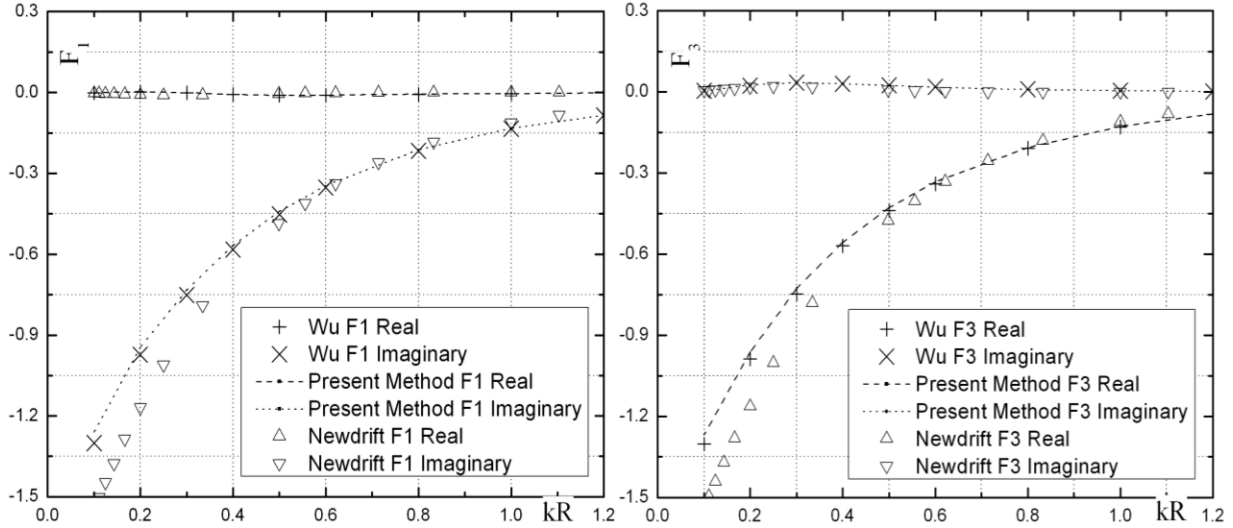 0.3
0.0
-0.3
-0.6
-0.9
-1.2
-1.5
F1
Wu F1 Real
Wu F1 Imaginary
Present Method F1 Real
Present Method F1 Imaginary
Newdrift F1 Real
Newdrift F1 Imaginary
0.0 0.2 0.4 0.6 0.8 1.0 kR 1.2
0.3
0.0
-0.3
-0.6
-0.9
-1.2
-1.5
F3
Wu F3 Real
Wu F3 Imaginary
Present Method F3 Real
Present Method F3 Imaginary
Newdrift F3 Real
Newdrift F3 Imaginary
0.0 0.2 0.4 0.6 0.8 1.0 kR 1.2